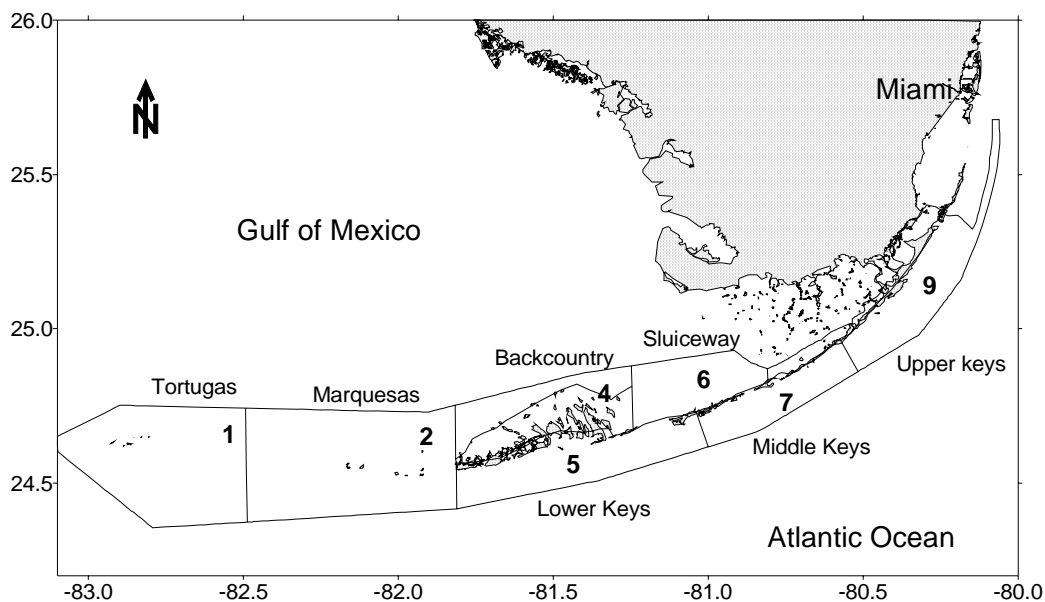 26.0
Miami
N
25.5
Gulf of Mexico
9
25.0
Sluiceway
Backcountry
Upper keys
Tortugas
Marquesas
6
4
7
1
2
Middle Keys
5
24.5
Lower Keys
Atlantic Ocean
-83.0 -82.5 -82.0 -81.5 -81.0 -80.5 -80.0